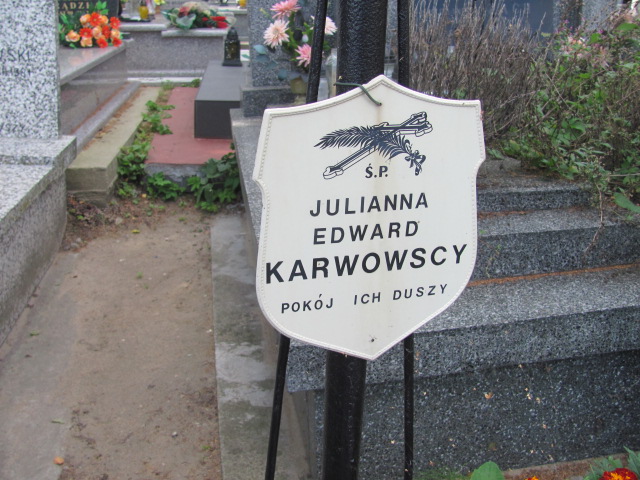 Ś.P.
JULIANNA
EDWARD
KARWOWSCY
POKÓJ ICH DUSZY